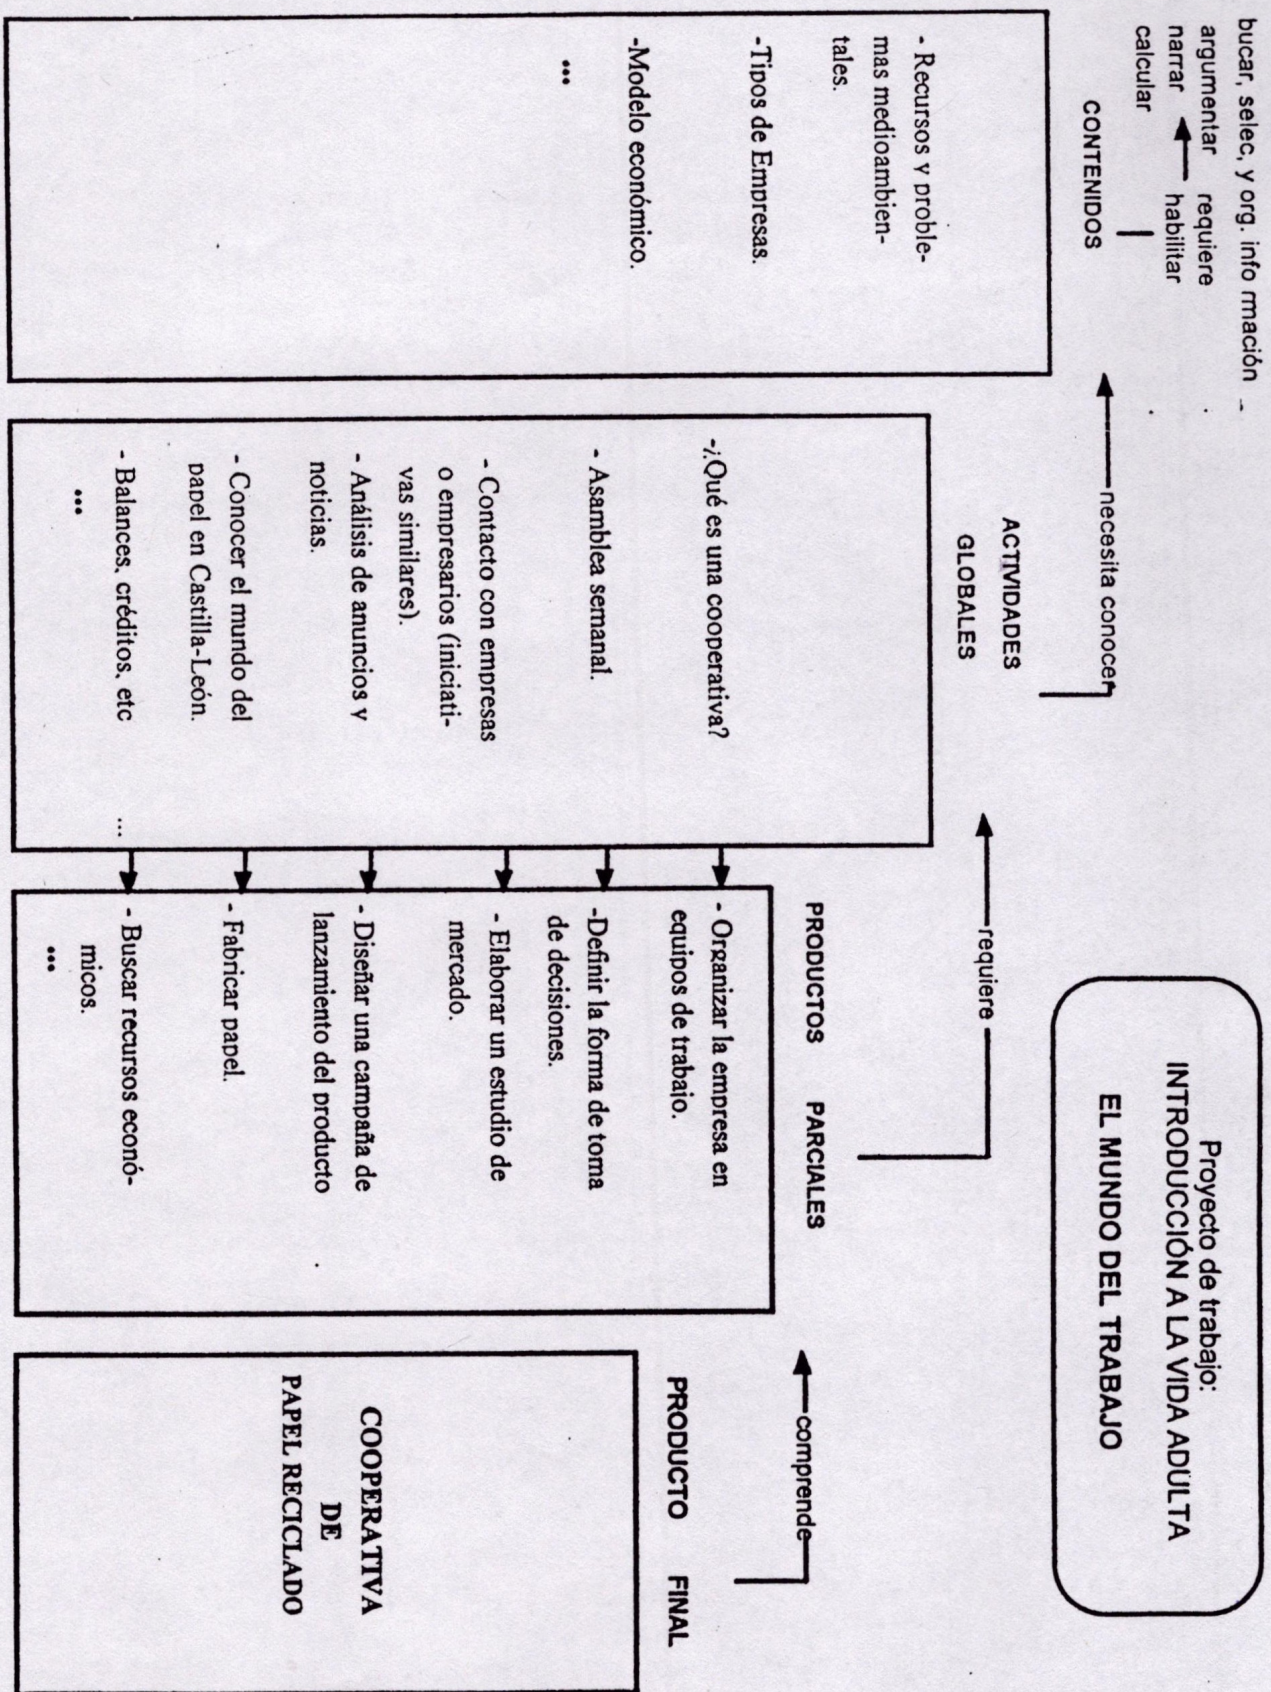 Proyecto de trabajo:
INTRODUCCIÓN A LA VIDA ADULTA
EL MUNDO DEL TRABAJO
bucar, selec, y org. info rmación -
argumentar requiere
narrar habilitar
calcular
CONTENIDOS
- Recursos y proble-
mas medioambien-
tales.
-Tipos de Empresas.
-Modelo económico.
...
necesita conocer
ACTIVIDADES
GLOBALES
-¿Qué es una cooperativa?
- Asamblea semanal.
- Contacto con empresas
o empresarios (iniciati-
vas similares).
- Análisis de anuncios y
noticias.
- Conocer el mundo del
papel en Castilla-León.
- Balances, créditos, etc ...
...
requiere
PRODUCTOS PARCIALES
- Organizar la empresa en
equipos de trabajo.
-Definir la forma de toma
de decisiones.
- Elaborar un estudio de
mercado.
- Diseñar una campaña de
lanzamiento del producto .
- Fabricar papel.
- Buscar recursos econó-
micos.
...
comprende
PRODUCTO FINAL
COOPERATIVA
DE
PAPEL RECICLADO